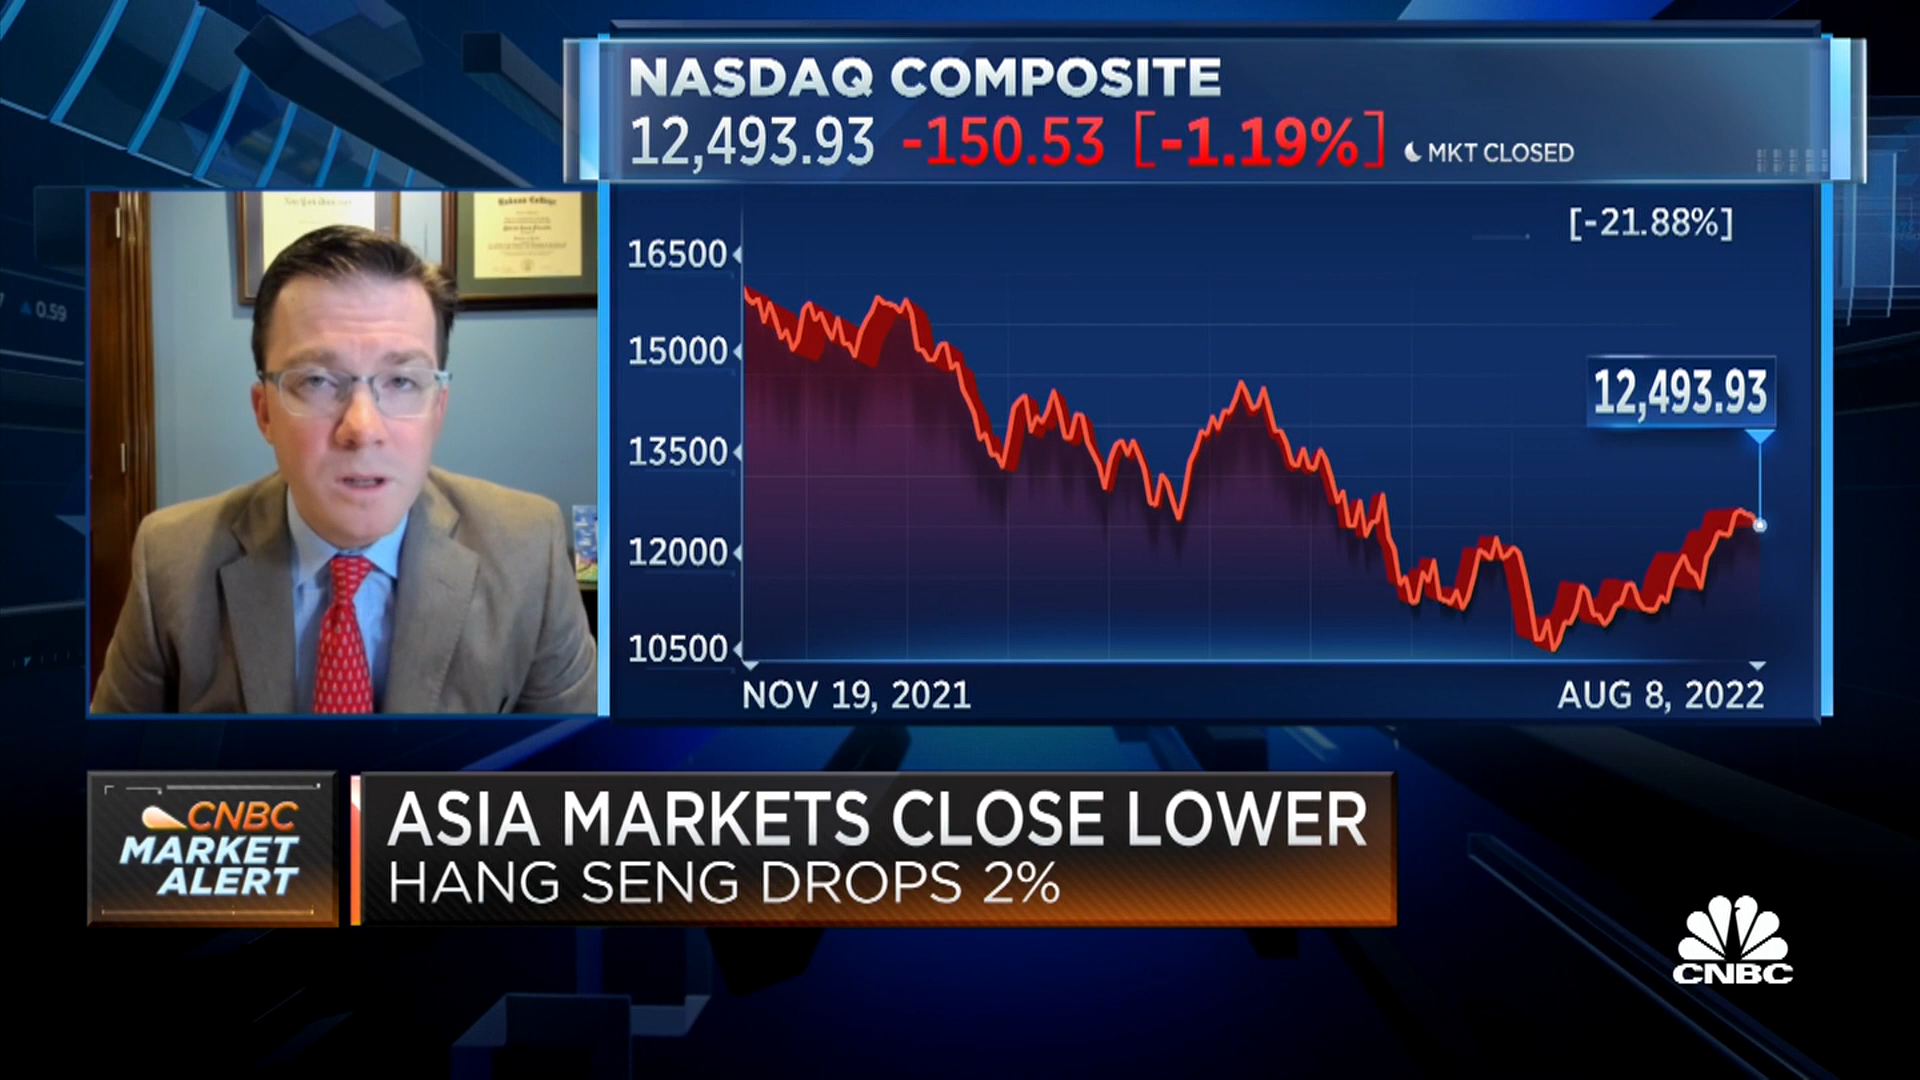 NASDAQ COMPOSITE
12,493.93 -150.53 [-1.19%] MKT CLOSED
[-21.88%]
16500
15000
13500
12000
10500
12,493.93
NOV 19, 2021
AUG 8, 2022
0.59
CNBC
MARKET
ALERT
ASIA MARKETS CLOSE LOWER
HANG SENG DROPS 2%
CNBC